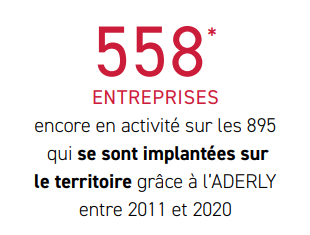 558*
ENTREPRISES
encore en activité sur les 895
qui se sont implantées sur
le territoire grâce à l'ADERLY
entre 2011 et 2020